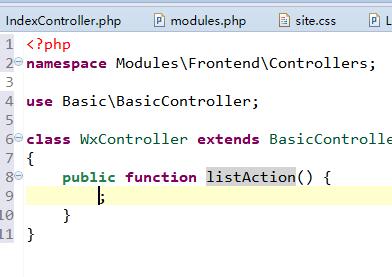 IndexController.php modules.php site.css
1 <?php
2 namespace Modules\Frontend\Controllers;
3
4 use Basic\BasicController;
5
6 class WxController extends BasicController
7 {
8 public function listAction() {
9 ;
10 }
11 }